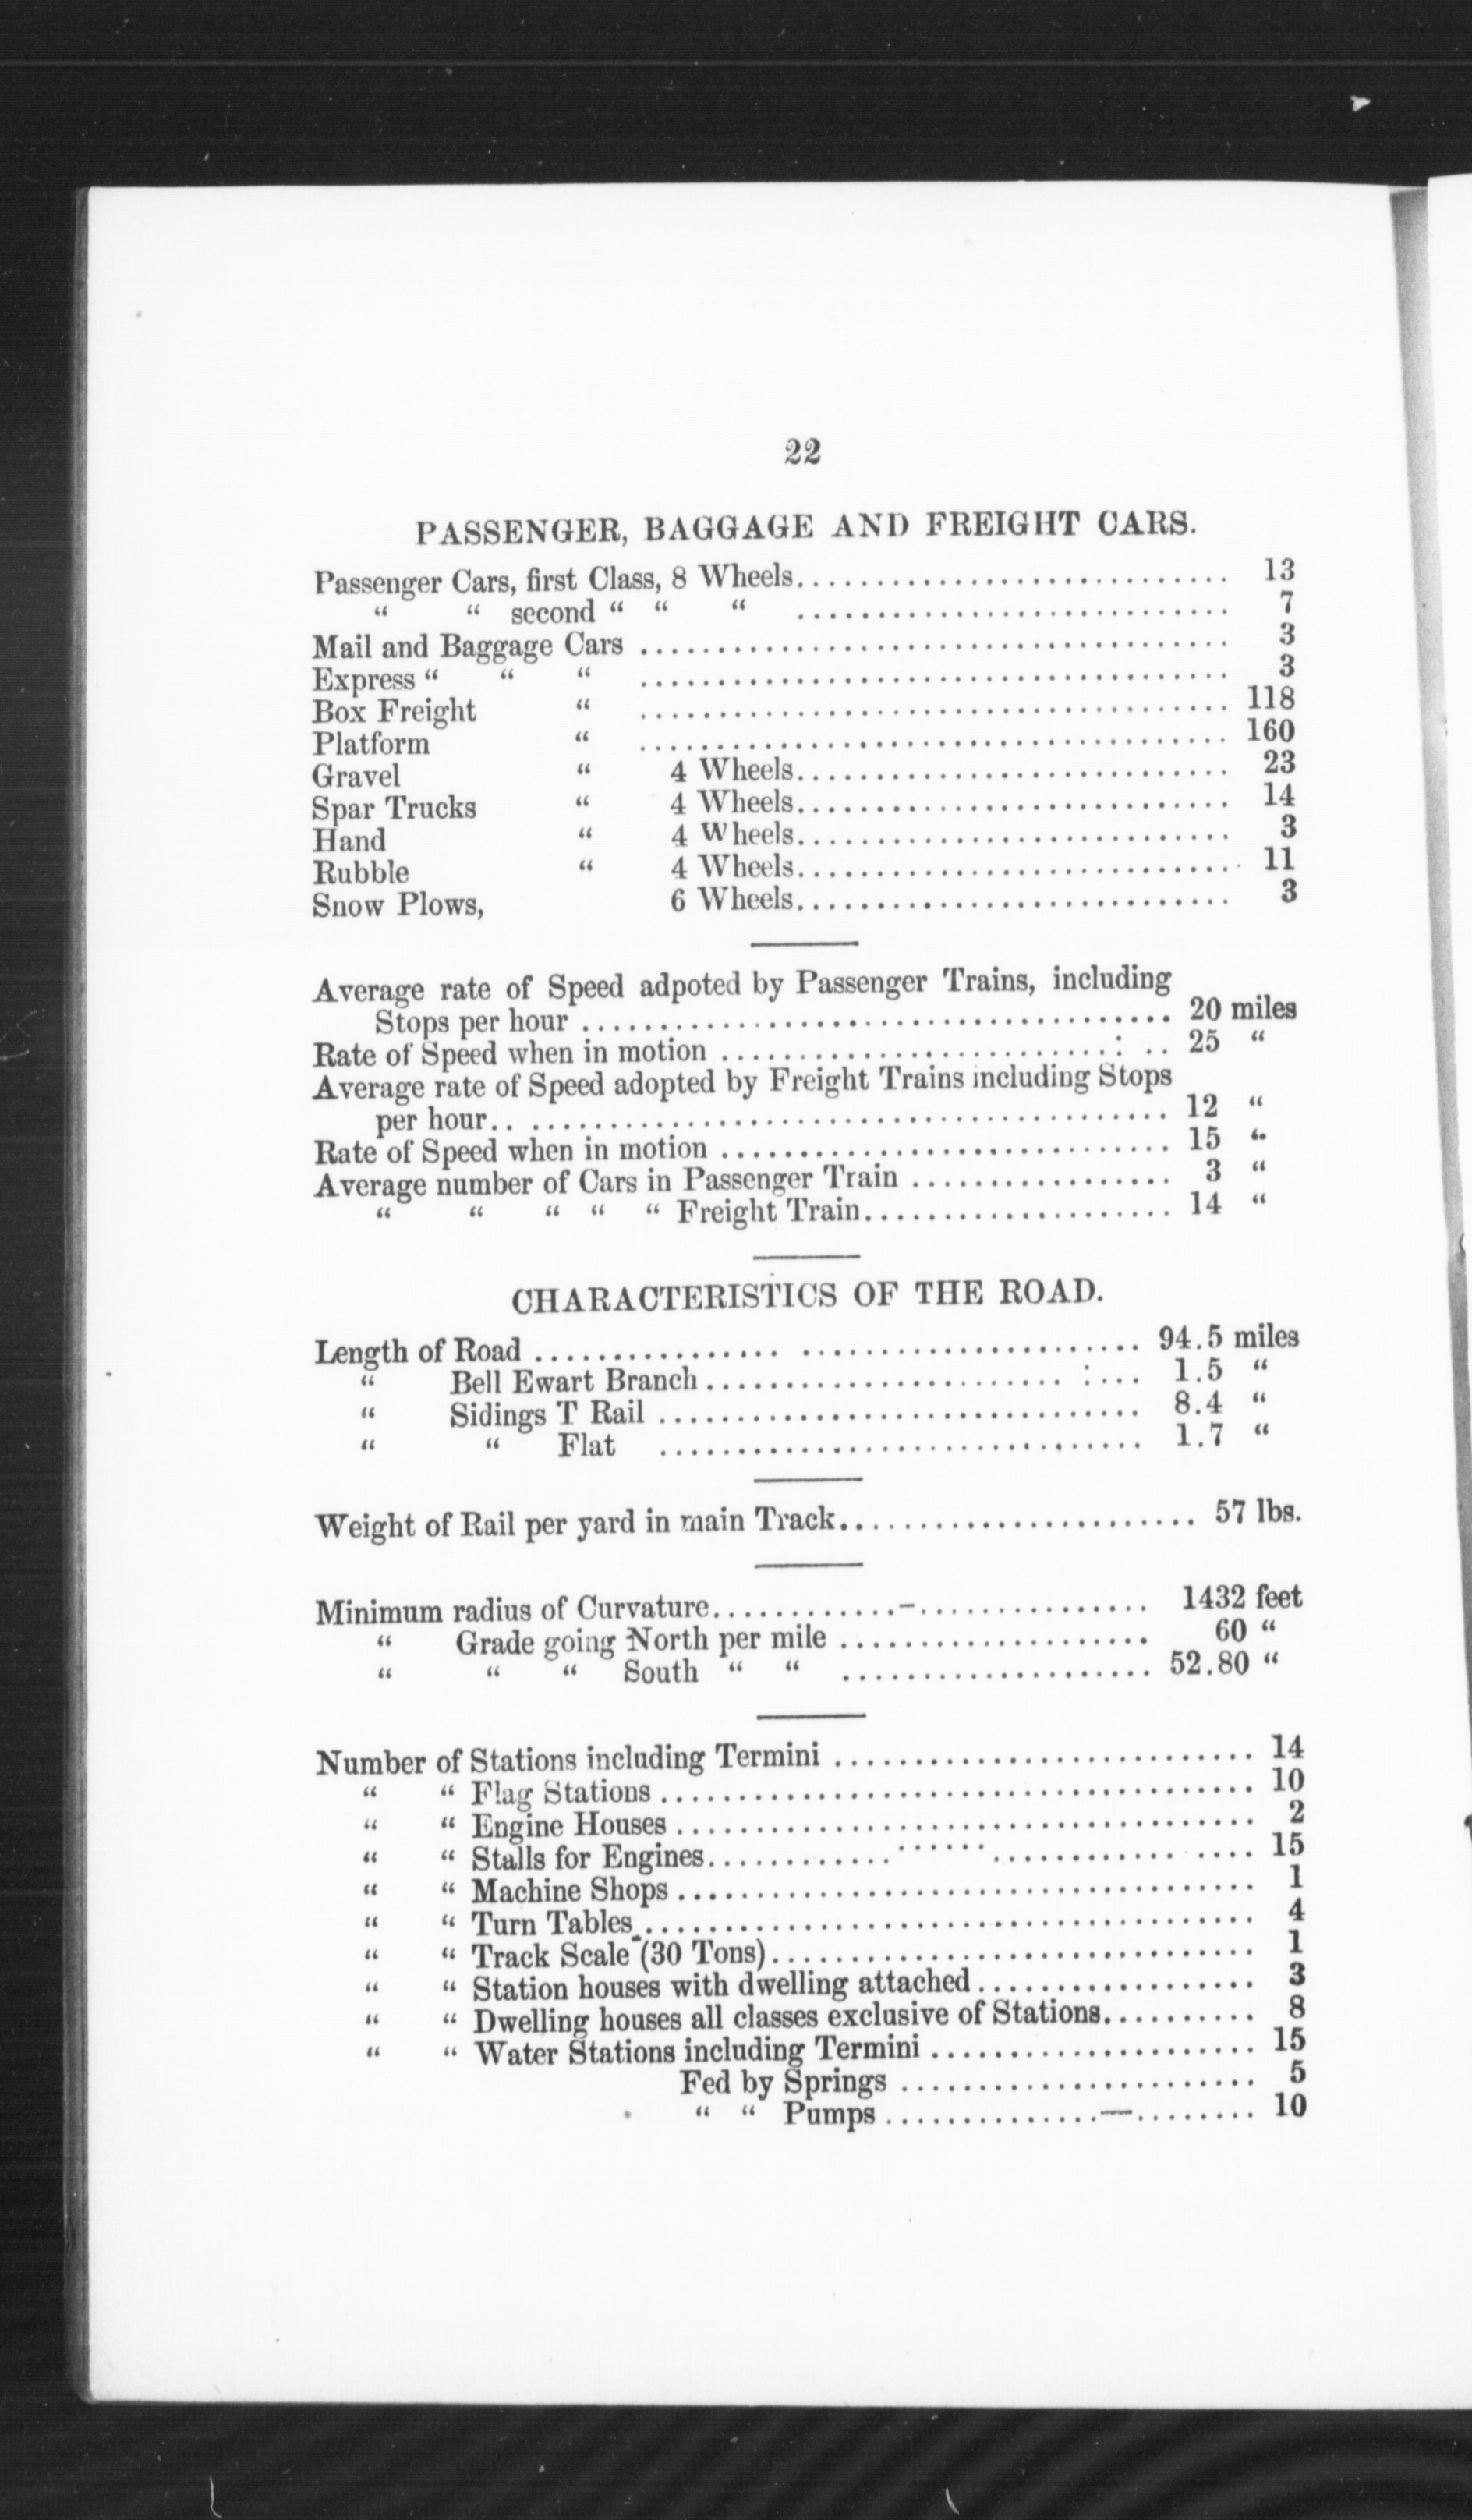 22
PASSENGER, BAGGAGE AND FREIGHT CARS.
Passenger Cars, first Class, 8 Wheels............................ 13
“ “ second “ “ “ ............................ 7
Mail and Baggage Cars ...................................... 3
Express “ “ “ ...................................... 3
Box Freight “ ...................................... 118
Platform “ ...................................... 160
Gravel “ 4 Wheels............................ 23
Spar Trucks “ 4 Wheels............................ 14
Hand “ 4 Wheels............................ 3
Rubble “ 4 Wheels............................ 11
Snow Plows, 6 Wheels............................ 3
Average rate of Speed adpoted by Passenger Trains, including
Stops per hour ...................................... 20 miles
Rate of Speed when in motion .........................: .. 25 “
Average rate of Speed adopted by Freight Trains including Stops
per hour.. ......................................... 12 “
Rate of Speed when in motion ............................. 15 “
Average number of Cars in Passenger Train ................. 3 “
“ “ “ “ “ Freight Train.................... 14 “
CHARACTERISTICS OF THE ROAD.
Length of Road ................ ...................... 94.5 miles
“ Bell Ewart Branch....................... :... 1.5 “
“ Sidings T Rail ............................... 8.4 “
“ “ Flat ............................... 1.7 “
Weight of Rail per yard in main Track....................... 57 lbs.
Minimum radius of Curvature............–............... 1432 feet
“ Grade going North per mile .................... 60 “
“ “ “ South “ “ .................... 52.80 “
Number of Stations including Termini ........................... 14
“ “ Flag Stations ...................................... 10
“ “ Engine Houses ..................................... 2
“ “ Stalls for Engines.............................. .... 15
“ “ Machine Shops ..................................... 1
“ “ Turn Tables ....................................... 4
“ “ Track Scale (30 Tons)............................... 1
“ “ Station houses with dwelling attached.................. 3
“ “ Dwelling houses all classes exclusive of Stations.......... 8
“ “ Water Stations including Termini ..................... 15
Fed by Springs ....................... 5
“ “ Pumps ..............—........ 10